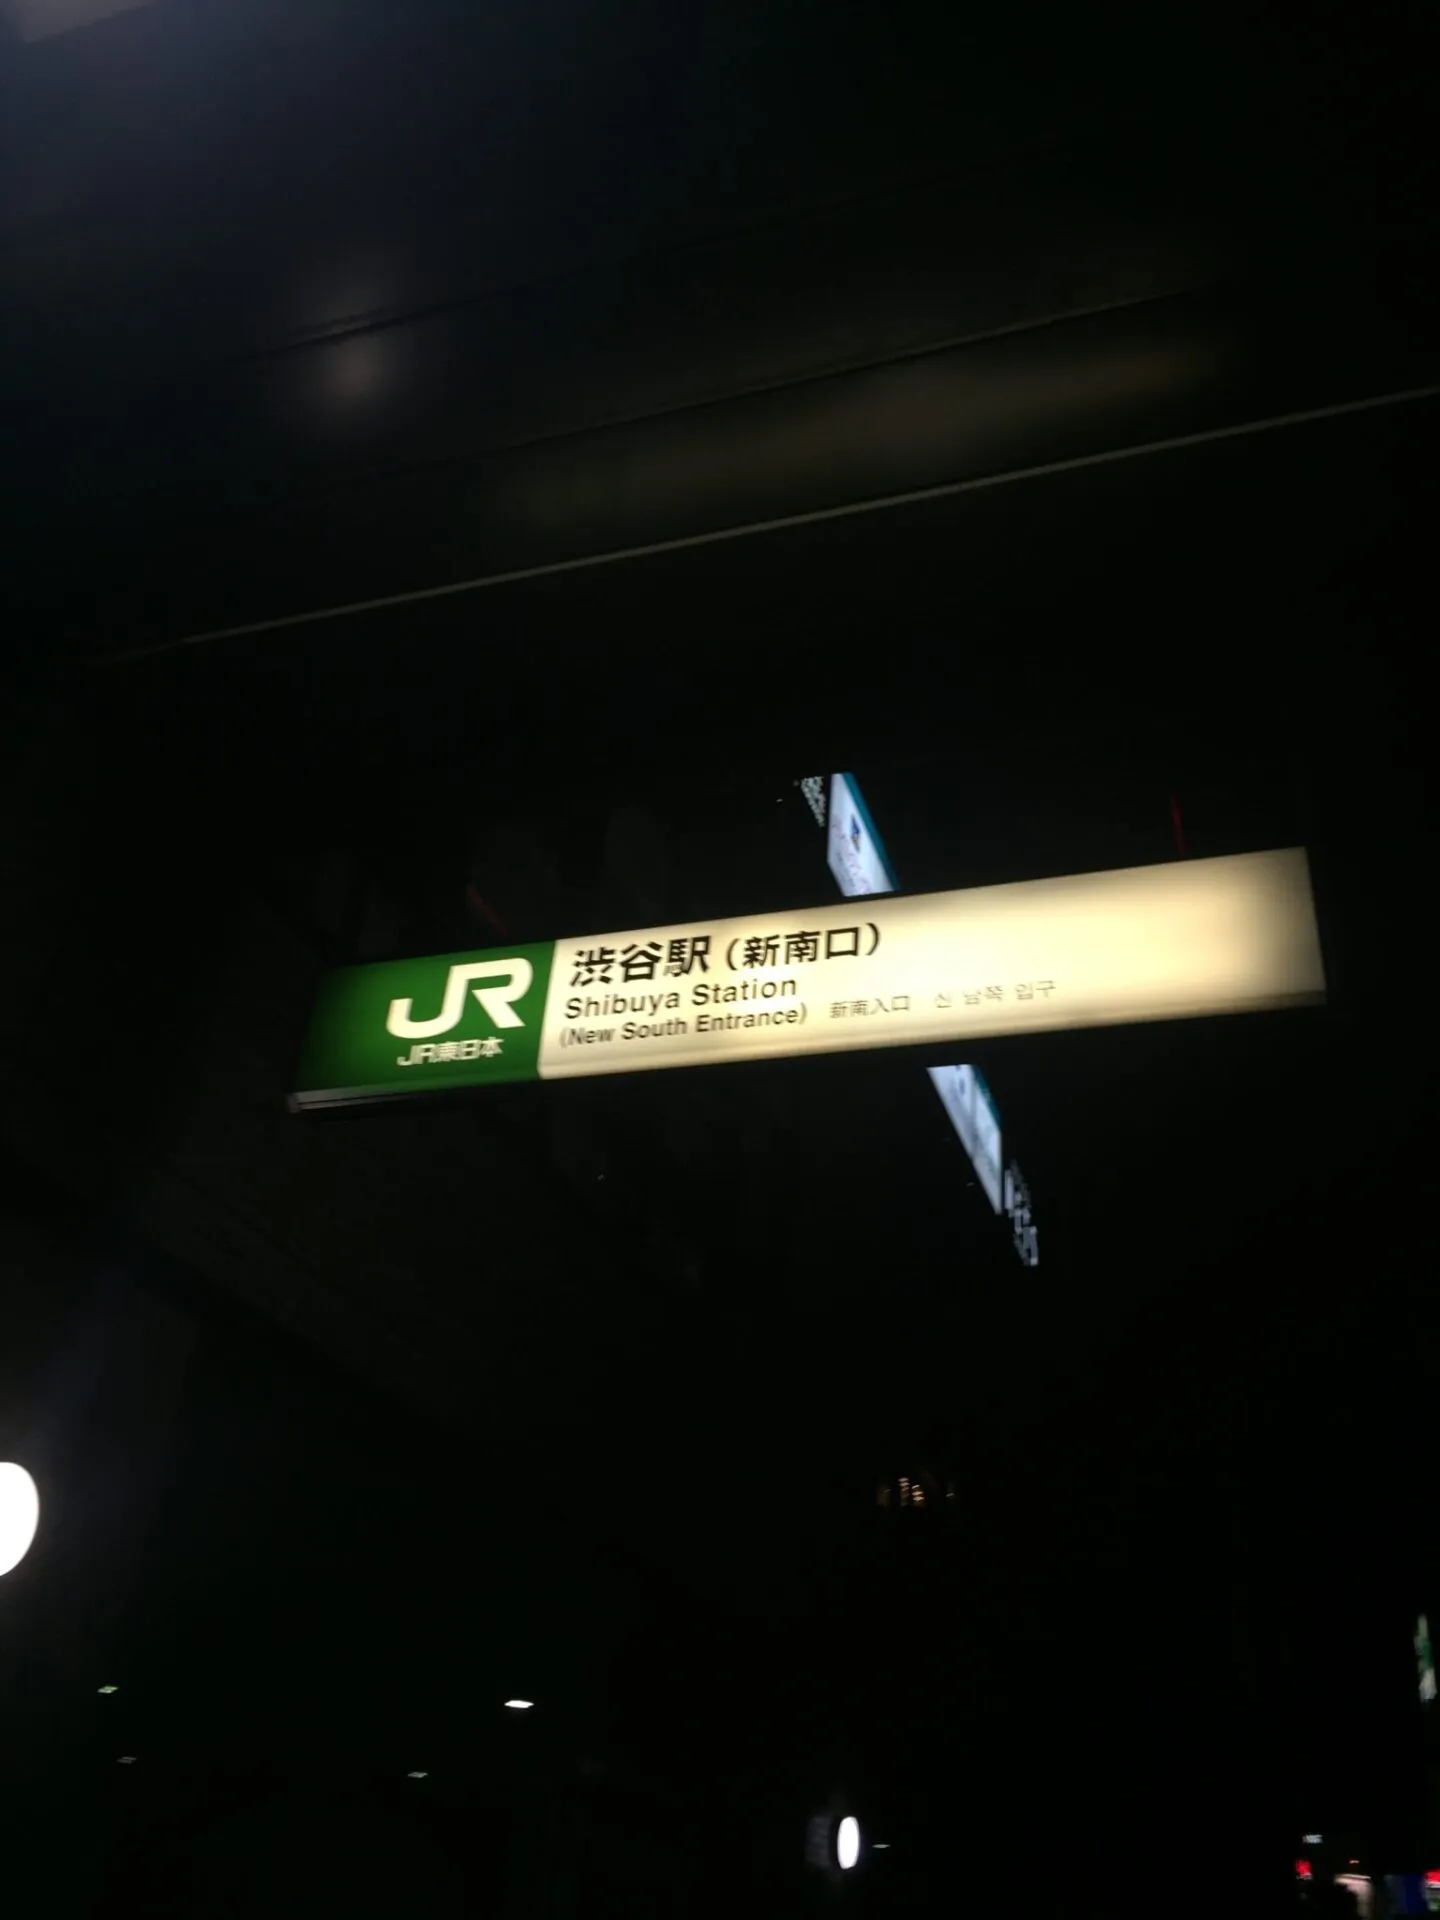 JR
JR東日本
渋谷駅（新南口）
Shibuya Station
(New South Entrance) 新南入口 신 남쪽 입구